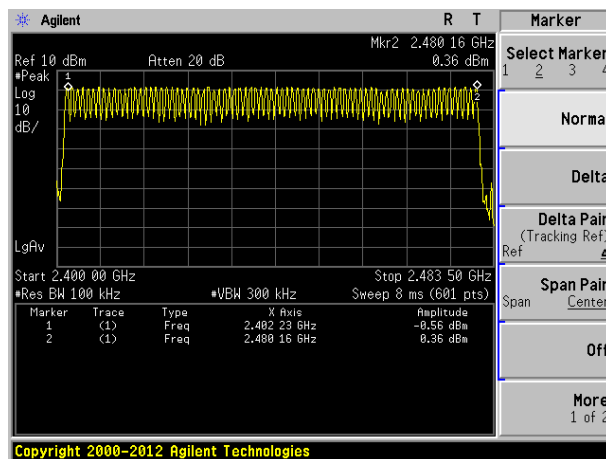 Agilent R T Marker
Mkr2 2.480 16 GHz
Ref 10 dBm Atten 20 dB 0.36 dBm
Select Marker
1 2 3 4
#Peak
Log
10
dB/
1
2
Norma
Delta
Delta Pair
(Tracking Ref)
Ref
LgAv
Start 2.400 00 GHz Stop 2.483 50 GHz
#Res BW 100 kHz #VBW 300 kHz Sweep 8 ms (601 pts)
Span Pair
Span Center
Marker Trace Type X Axis Amplitude
1 (1) Freq 2.402 23 GHz -0.56 dBm
2 (1) Freq 2.480 16 GHz 0.36 dBm
Off
More
1 of 2
Copyright 2000-2012 Agilent Technologies